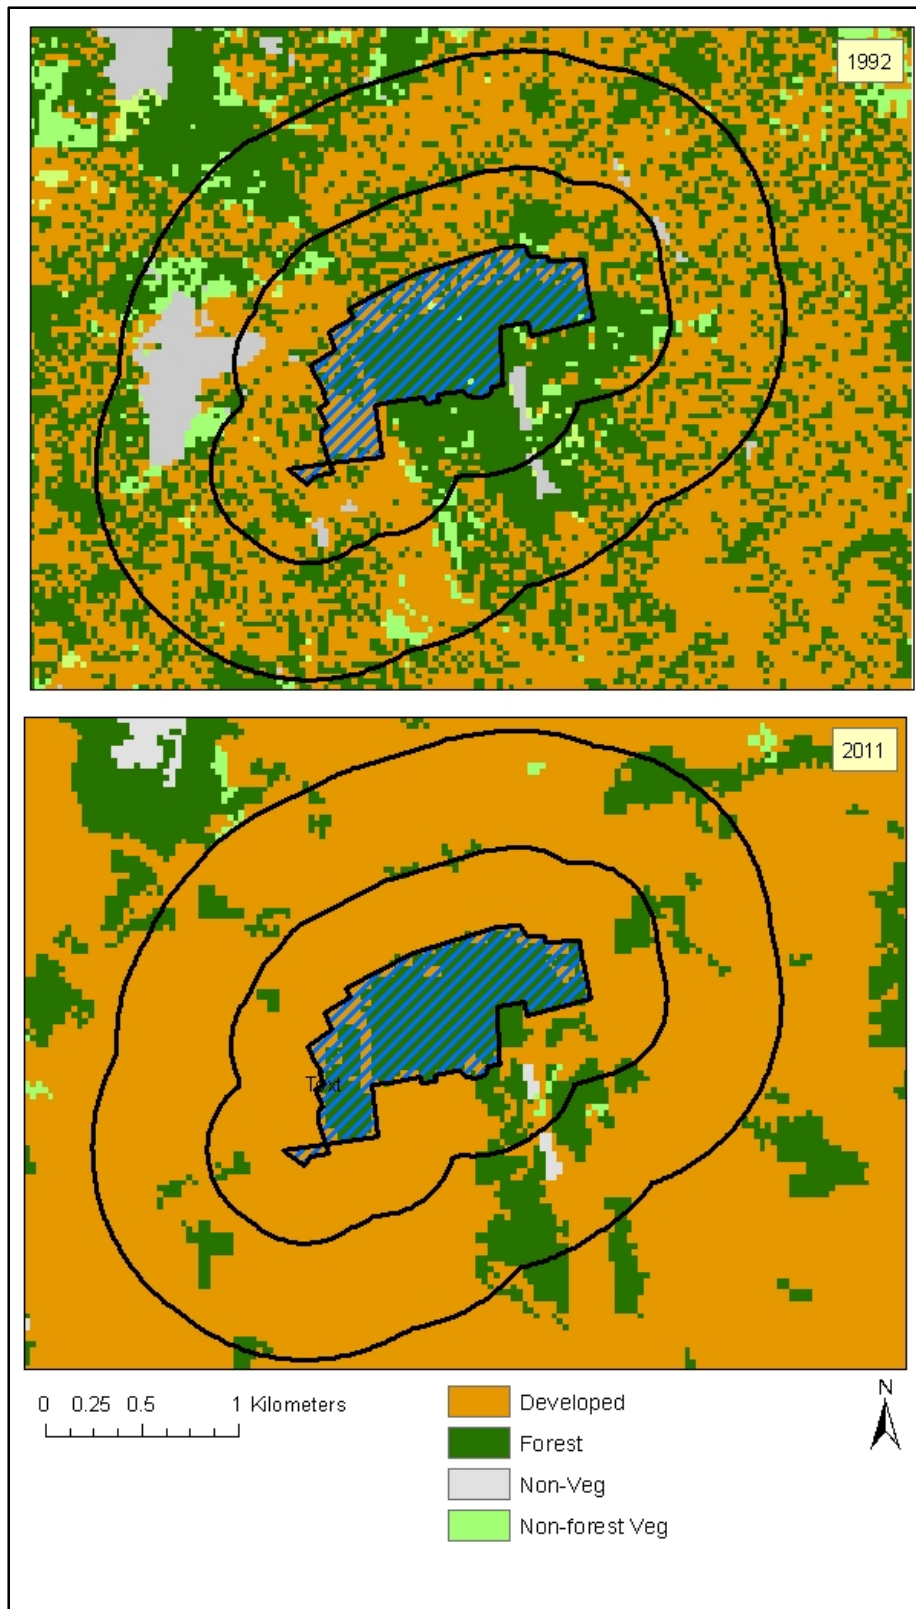 1992
2011
Text
0 0.25 0.5 1 Kilometers
N
Developed
Forest
Non-Veg
Non-forest Veg